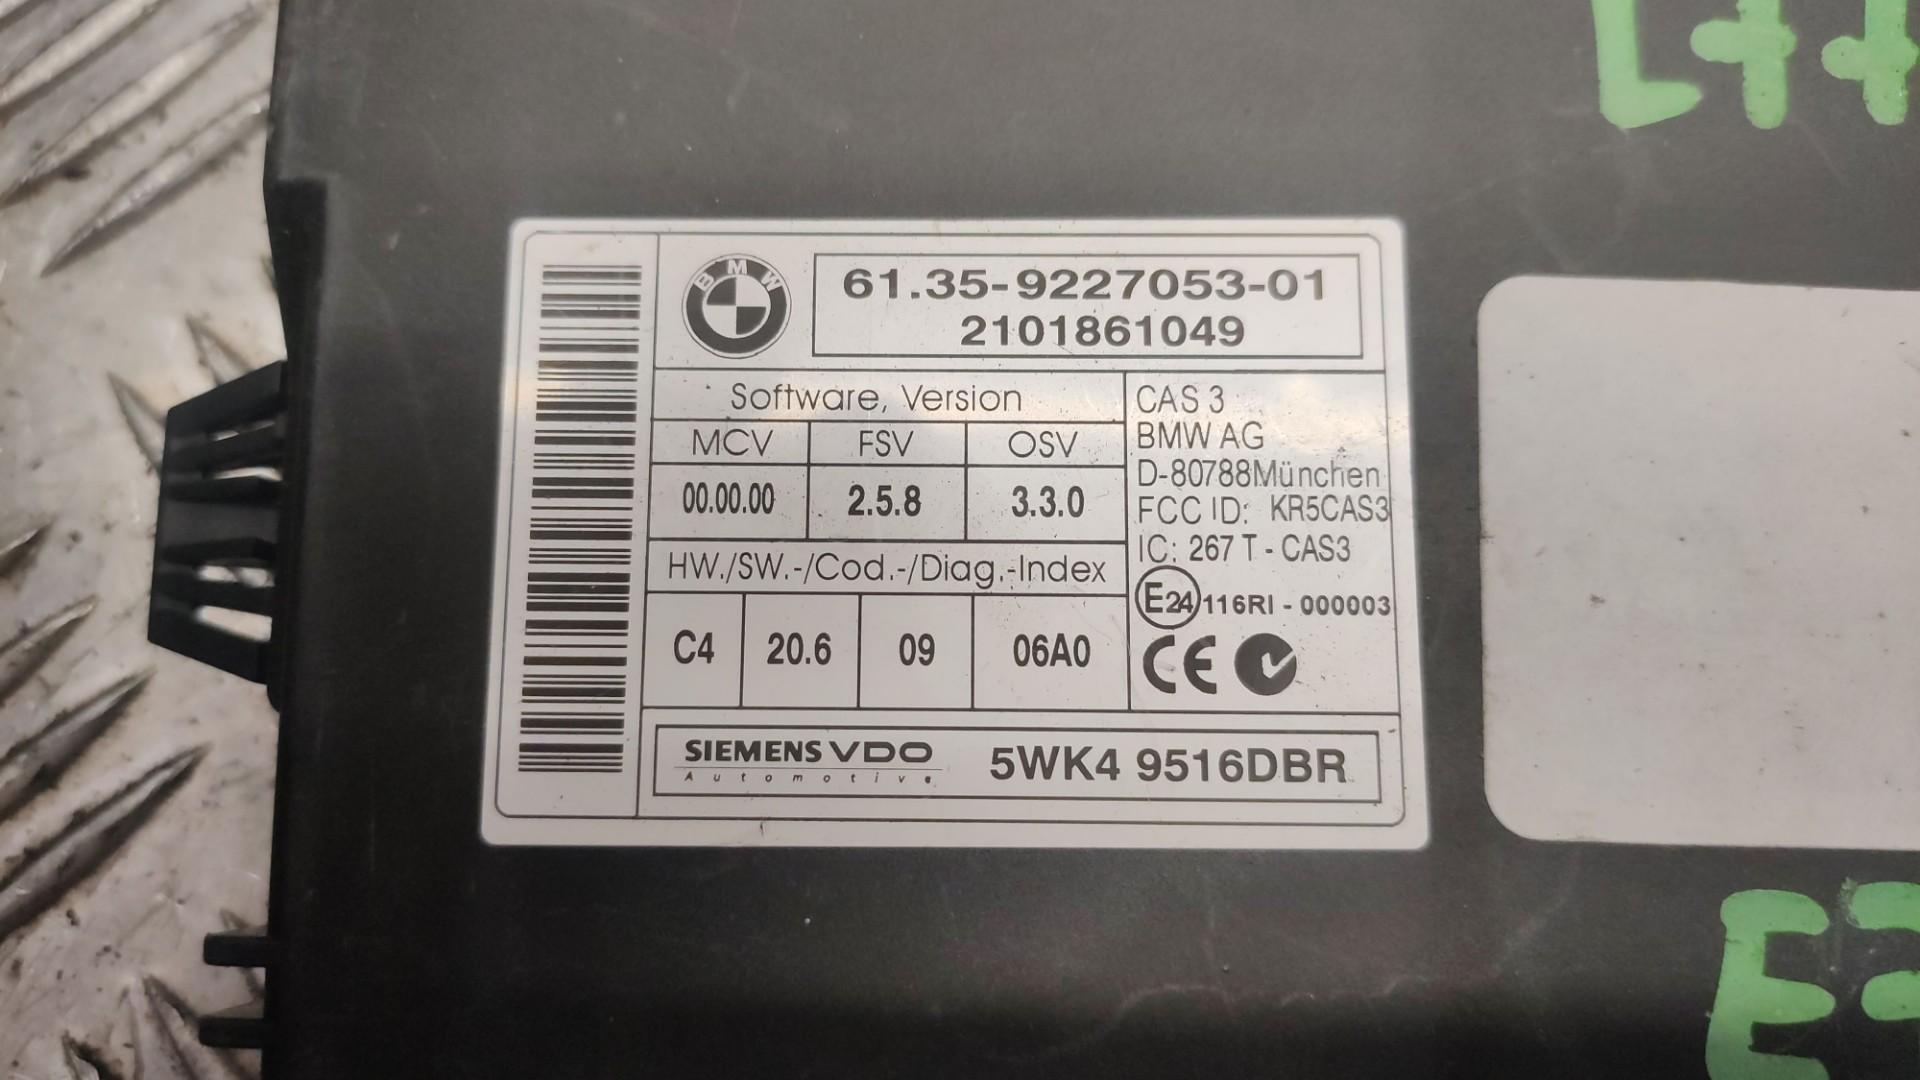 BMW
61.35-9227053-01
2101861049
Software, Version
MCV FSV OSV
00.00.00 2.5.8 3.3.0
HW./SW.-/Cod.-/Diag.-Index
C4 20.6 09 06A0
CAS 3
BMW AG
D-80788München
FCC ID: KR5CAS3
IC: 267 T - CAS3
E24 116RI - 000003
CE
SIEMENS VDO
Automotive
5WK4 9516DBR